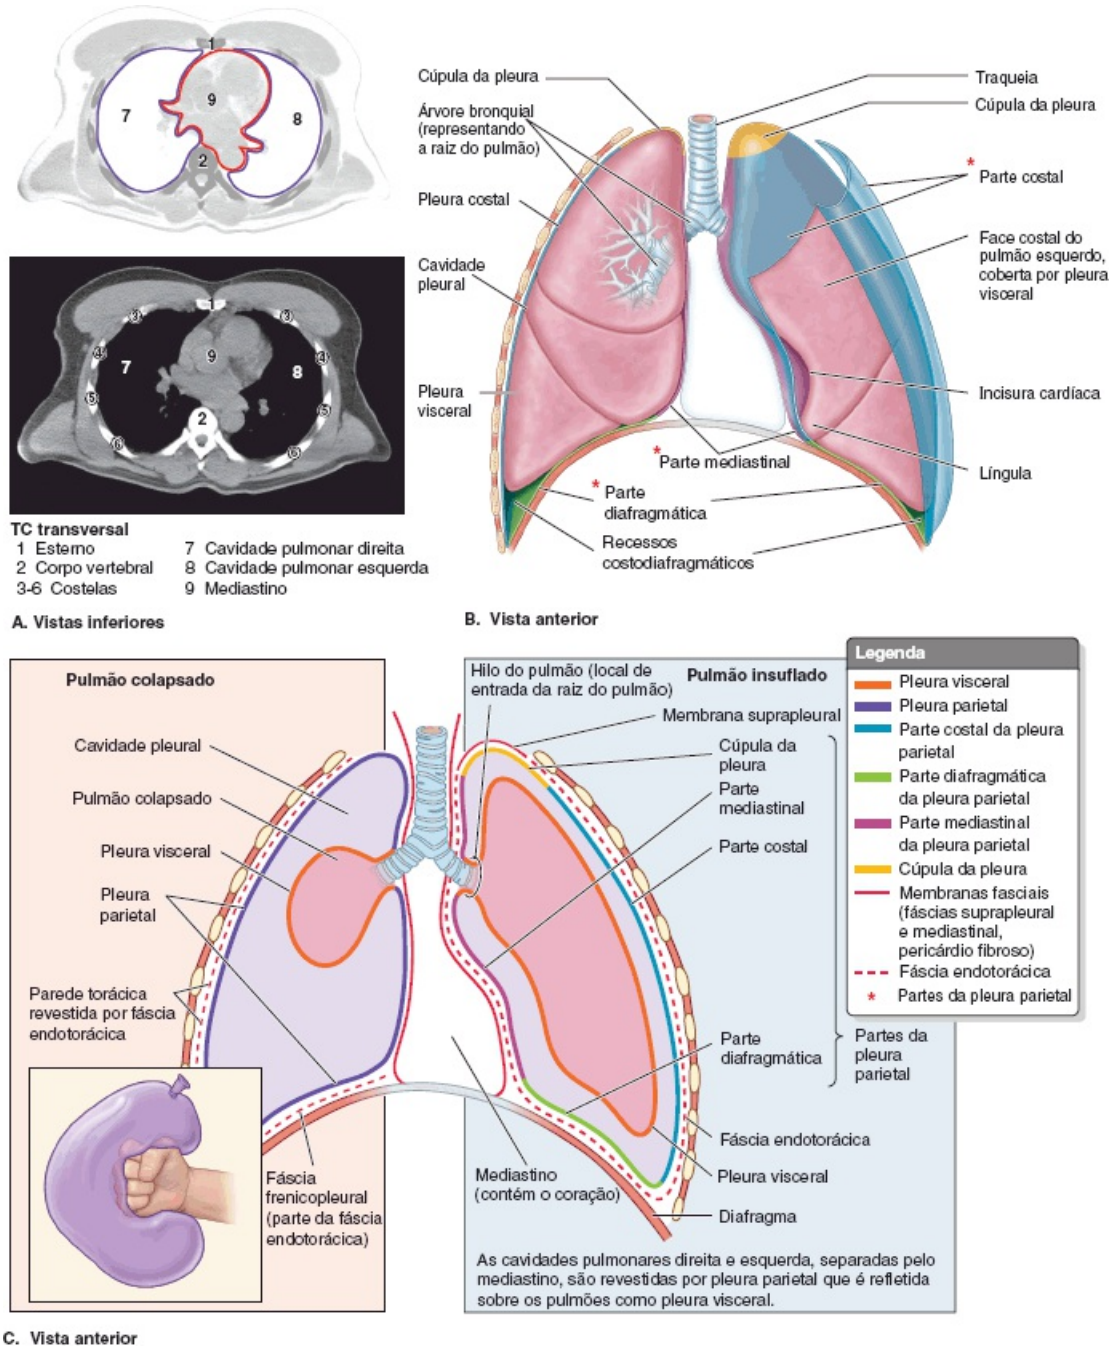 1
7
9
8
2
1
3
3
4
4
9
7
8
5
5
2
6
6
TC transversal
1 Esterno
2 Corpo vertebral
3-6 Costelas
7 Cavidade pulmonar direita
8 Cavidade pulmonar esquerda
9 Mediastino
A. Vistas inferiores
Cúpula da pleura
Árvore bronquial
(representando
a raiz do pulmão)
Pleura costal
Cavidade
pleural
Pleura
visceral
Traqueia
Cúpula da pleura
* Parte costal
Face costal do
pulmão esquerdo,
coberta por pleura
visceral
Incisura cardíaca
Língula
* Parte mediastinal
* Parte
diafragmática
Recessos
costodiafragmáticos
B. Vista anterior
Pulmão colapsado
Cavidade pleural
Pulmão colapsado
Pleura visceral
Pleura
parietal
Parede torácica
revestida por fáscia
endotorácica
Fáscia
frenicopleural
(parte da fáscia
endotorácica)
Hilo do pulmão (local de
entrada da raiz do pulmão)
Pulmão insuflado
Membrana suprapleural
Cúpula da
pleura
Parte
mediastinal
Parte costal
Parte
diafragmática
Partes da
pleura
parietal
Fáscia endotorácica
Pleura visceral
Diafragma
Mediastino
(contém o coração)
As cavidades pulmonares direita e esquerda, separadas pelo
mediastino, são revestidas por pleura parietal que é refletida
sobre os pulmões como pleura visceral.
Legenda
Pleura visceral
Pleura parietal
Parte costal da pleura
parietal
Parte diafragmática
da pleura parietal
Parte mediastinal
da pleura parietal
Cúpula da pleura
Membranas fasciais
(fáscias suprapleural
e mediastinal,
pericárdio fibroso)
Fáscia endotorácica
* Partes da pleura parietal
C. Vista anterior